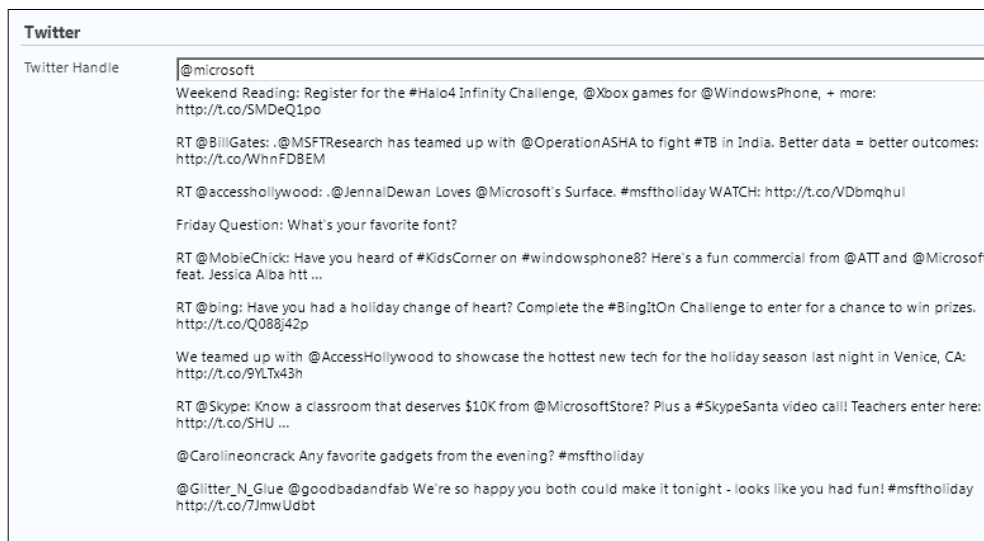 Twitter
Twitter Handle
@microsoft
Weekend Reading: Register for the #Halo4 Infinity Challenge, @Xbox games for @WindowsPhone, + more:
http://t.co/SMDeQ1po
RT @BillGates: .@MSFTResearch has teamed up with @OperationASHA to fight #TB in India. Better data = better outcomes:
http://t.co/WhnFDBEM
RT @accesshollywood: .@JennalDewan Loves @Microsoft's Surface. #msftholiday WATCH: http://t.co/VDbmqhul
Friday Question: What's your favorite font?
RT @MobieChick: Have you heard of #KidsCorner on #windowsphone8? Here's a fun commercial from @ATT and @Microsoft
feat. Jessica Alba htt ...
RT @bing: Have you had a holiday change of heart? Complete the #BingItOn Challenge to enter for a chance to win prizes.
http://t.co/Q088j42p
We teamed up with @AccessHollywood to showcase the hottest new tech for the holiday season last night in Venice, CA:
http://t.co/9YLTx43h
RT @Skype: Know a classroom that deserves $10K from @MicrosoftStore? Plus a #SkypeSanta video call! Teachers enter here:
http://t.co/SHU ...
@Carolineoncrack Any favorite gadgets from the evening? #msftholiday
@Glitter_N_Glue @goodbadandfab We're so happy you both could make it tonight - looks like you had fun! #msftholiday
http://t.co/7JmwUdbt